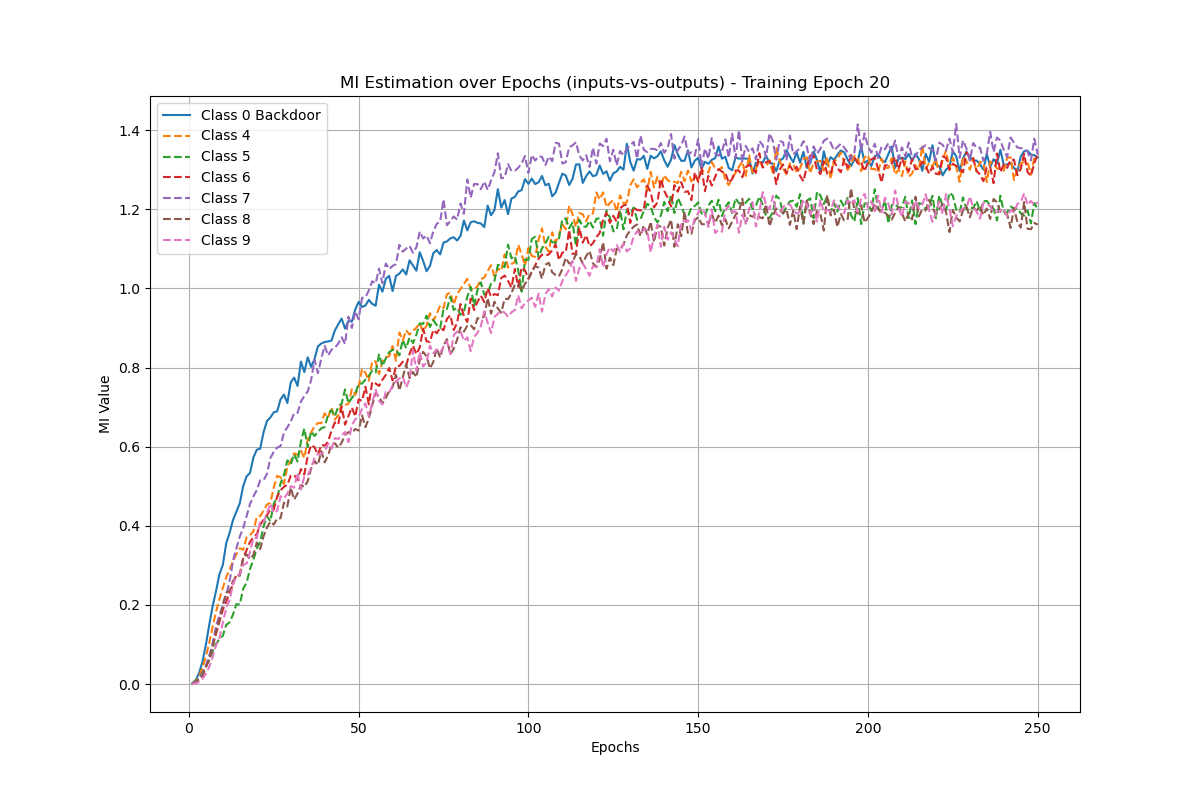 MI Estimation over Epochs (inputs-vs-outputs) - Training Epoch 20
Class 0 Backdoor
Class 4
Class 5
Class 6
Class 7
Class 8
Class 9
1.4
1.2
1.0
0.8
0.6
0.4
0.2
0.0
MI Value
0 50 100 150 200 250
Epochs